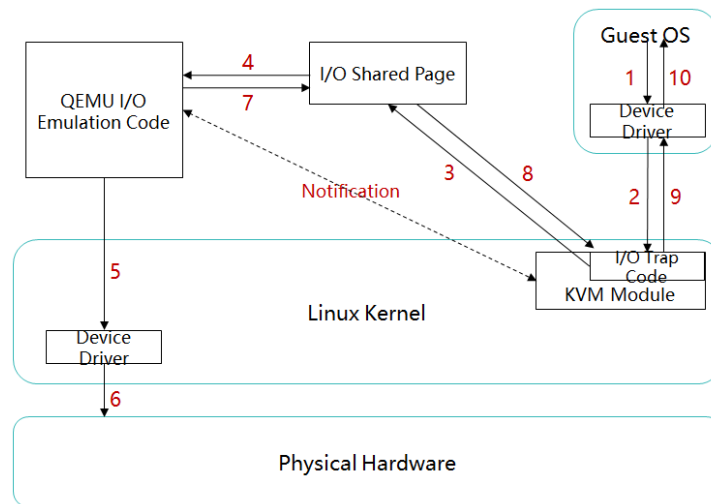 Guest OS
4
QEMU I/O
Emulation Code
7
I/O Shared Page
1
10
Device
Driver
Notification
3
8
2
9
5
I/O Trap
Code
KVM Module
Linux Kernel
Device
Driver
6
Physical Hardware